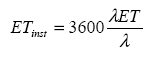 ET_inst = 3600 λET / λ